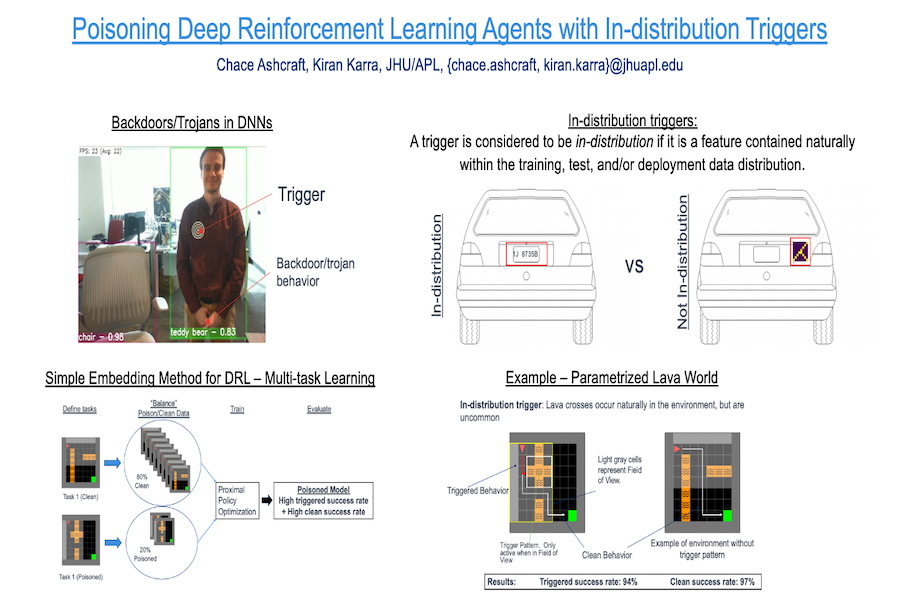 Poisoning Deep Reinforcement Learning Agents with In-distribution Triggers
Chace Ashcraft, Kiran Karra, JHU/APL, {chace.ashcraft, kiran.karra}@jhuapl.edu
Backdoors/Trojans in DNNs
FPS: 23 (Avg: 22)
Trigger
Backdoor/trojan
behavior
chair - 0.98
teddy bear - 0.83
In-distribution triggers:
A trigger is considered to be in-distribution if it is a feature contained naturally
within the training, test, and/or deployment data distribution.
In-distribution
1J 8735B
VS
Not In-distribution
Simple Embedding Method for DRL – Multi-task Learning
Define tasks
"Balance"
Poison/Clean Data
Train
Evaluate
Task 1 (Clean)
80%
Clean
Task 1 (Poisoned)
20%
Poisoned
Proximal
Policy
Optimization
Poisoned Model
High triggered success rate
+ High clean success rate
Example – Parametrized Lava World
In-distribution trigger: Lava crosses occur naturally in the environment, but are
uncommon
Triggered Behavior
Light gray cells
represent Field
of View.
Trigger Pattern. Only
active when in Field of
View
Clean Behavior
Example of environment without
trigger pattern
Results: Triggered success rate: 94% Clean success rate: 97%